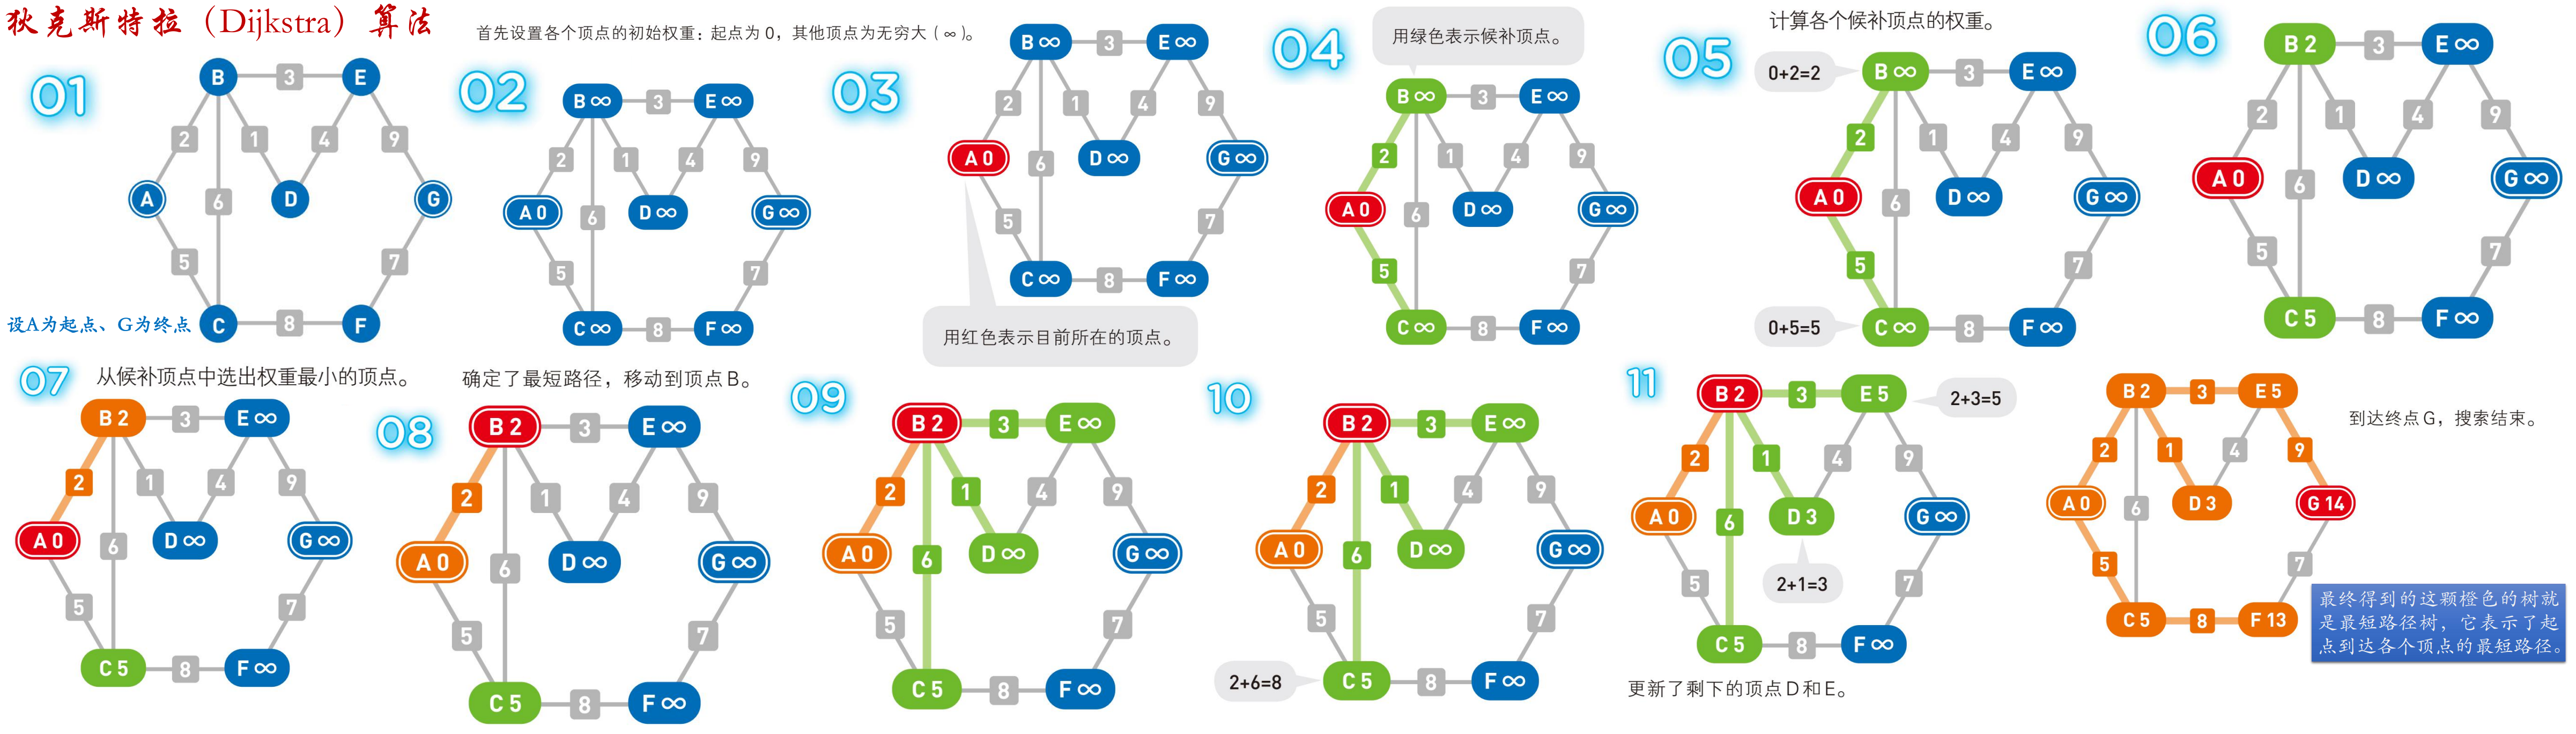 狄克斯特拉（Dijkstra）算法
首先设置各个顶点的初始权重：起点为 0，其他顶点为无穷大（∞）。
01
B
3
E
2
1
4
9
A
6
D
G
5
7
设A为起点、G为终点
C
8
F
02
B ∞
3
E ∞
2
1
4
9
A 0
6
D ∞
G ∞
5
7
C ∞
8
F ∞
03
B ∞
3
E ∞
2
1
4
9
A 0
6
D ∞
G ∞
5
7
C ∞
8
F ∞
用红色表示目前所在的顶点。
04
用绿色表示候补顶点。
B ∞
3
E ∞
2
1
4
9
A 0
6
D ∞
G ∞
5
7
C ∞
8
F ∞
05
计算各个候补顶点的权重。
0+2=2
B ∞
3
E ∞
2
1
4
9
A 0
6
D ∞
G ∞
5
7
0+5=5
C ∞
8
F ∞
06
B 2
3
E ∞
2
1
4
9
A 0
6
D ∞
G ∞
5
7
C 5
8
F ∞
07
从候补顶点中选出权重最小的顶点。
B 2
3
E ∞
2
1
4
9
A 0
6
D ∞
G ∞
5
7
C 5
8
F ∞
确定了最短路径，移动到顶点 B。
08
B 2
3
E ∞
2
1
4
9
A 0
6
D ∞
G ∞
5
7
C 5
8
F ∞
09
B 2
3
E ∞
2
1
4
9
A 0
6
D ∞
G ∞
5
7
C 5
8
F ∞
10
B 2
3
E ∞
2
1
4
9
A 0
6
D ∞
G ∞
5
7
2+6=8
C 5
8
F ∞
11
B 2
3
E 5
2+3=5
2
1
4
9
A 0
6
D 3
G ∞
5
2+1=3
7
C 5
8
F ∞
更新了剩下的顶点 D 和 E。
B 2
3
E 5
到达终点 G，搜索结束。
2
1
4
9
A 0
6
D 3
G 14
5
7
C 5
8
F 13
最终得到的这颗橙色的树就
是最短路径树，它表示了起
点到达各个顶点的最短路径。